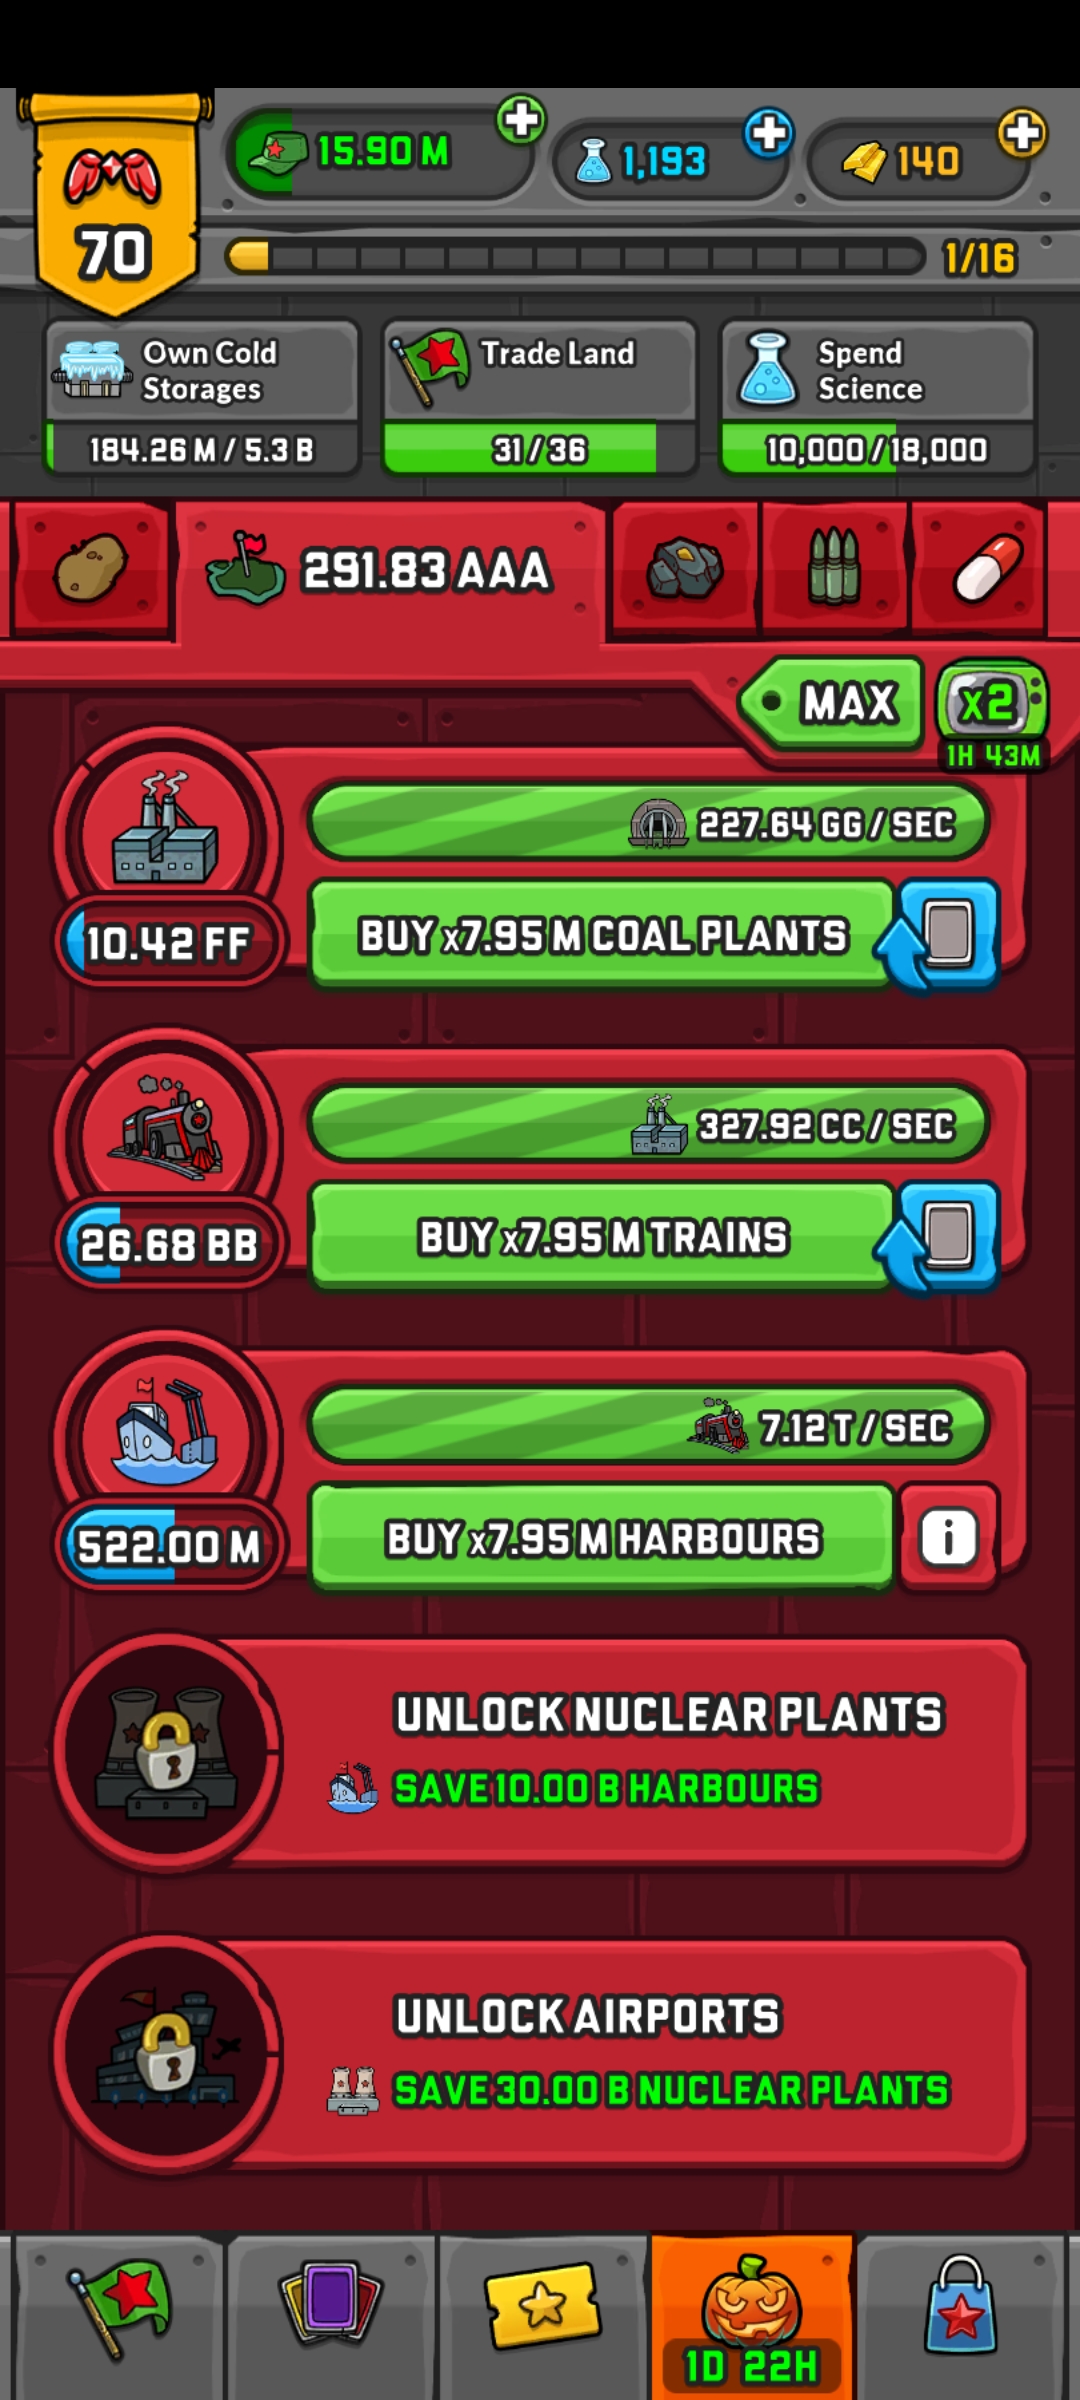 15.90 M
1,193
140
70
1/16
Own Cold
Storages
184.26 M / 5.3 B
Trade Land
31 / 36
Spend
Science
10,000 / 18,000
291.83 AAA
MAX
x2
1H 43M
227.64 GG / SEC
10.42 FF
BUY x7.95 M COAL PLANTS
327.92 CC / SEC
26.68 BB
BUY x7.95 M TRAINS
7.12 T / SEC
522.00 M
BUY x7.95 M HARBOURS
i
UNLOCK NUCLEAR PLANTS
SAVE 10.00 B HARBOURS
UNLOCK AIRPORTS
SAVE 30.00 B NUCLEAR PLANTS
1D 22H